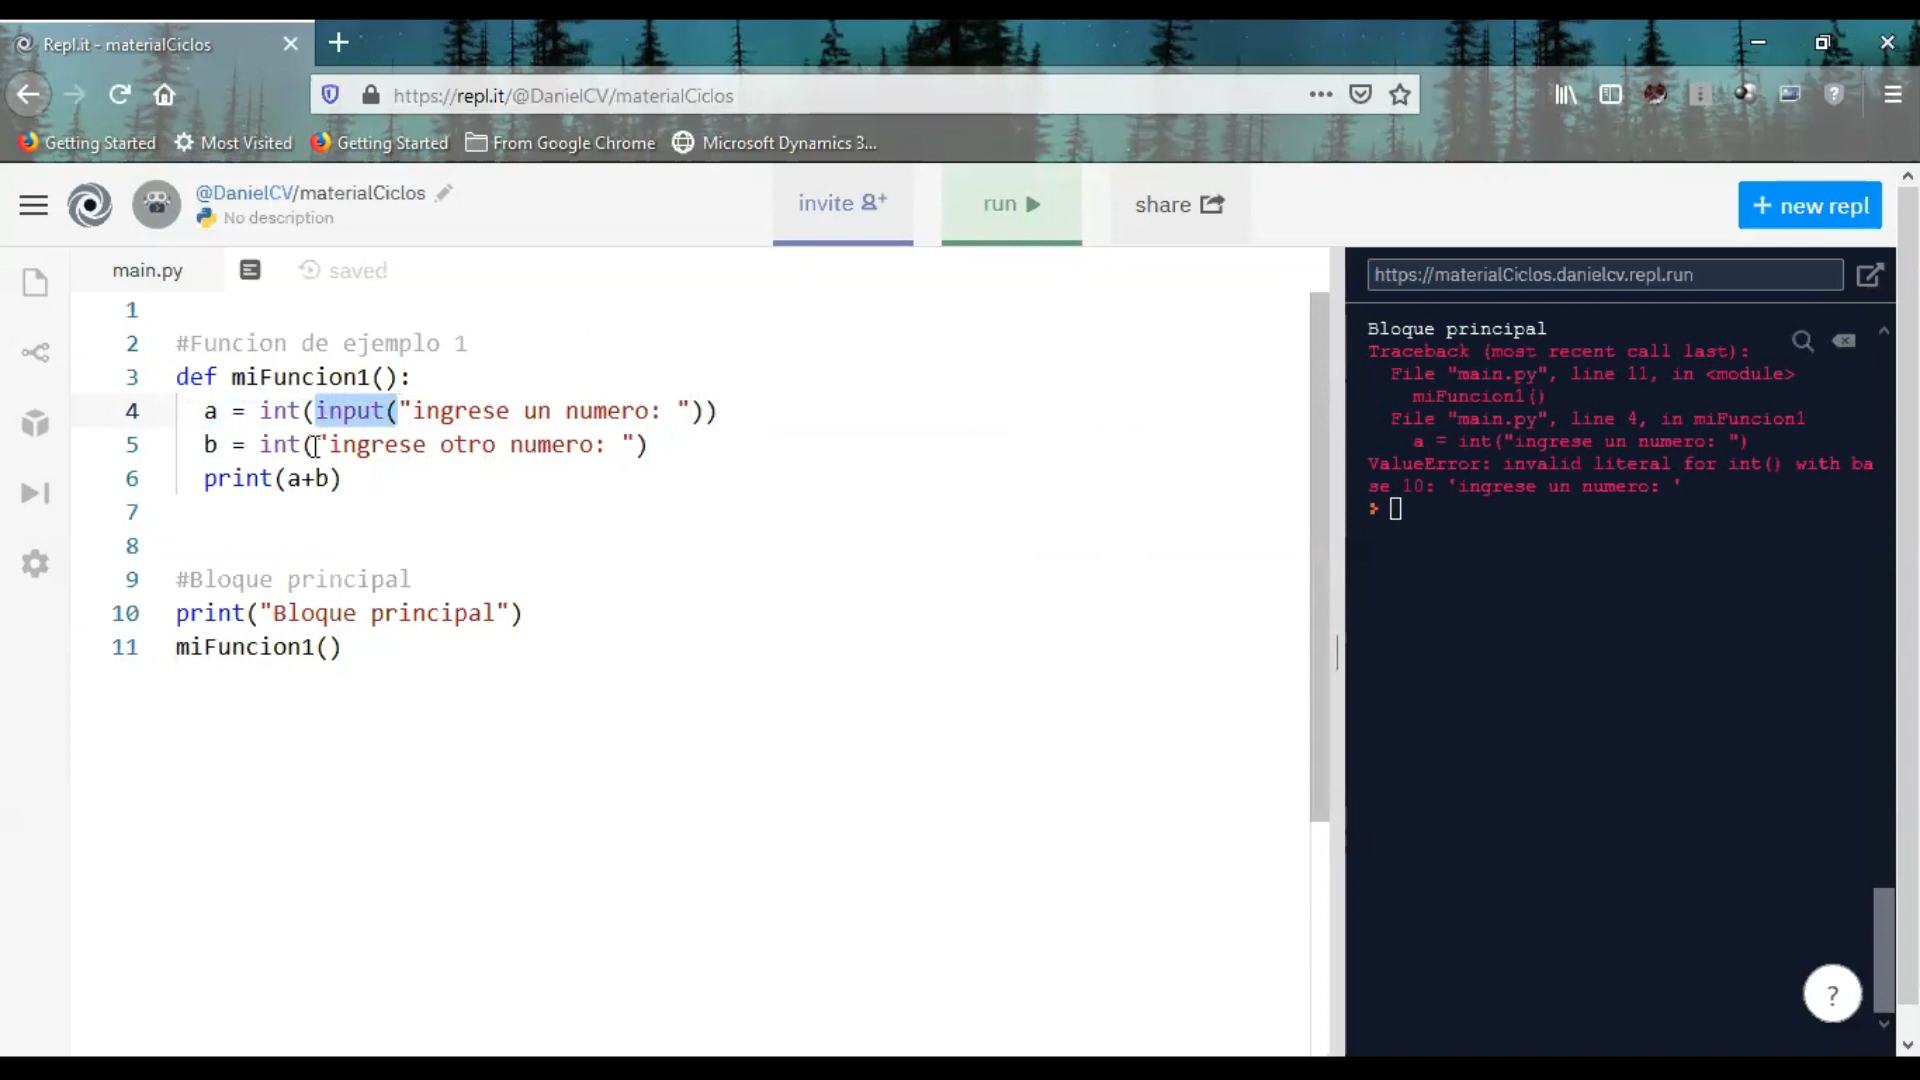 Repl.it - materialCiclos
https://repl.it/@DanielCV/materialCiclos
Getting Started
Most Visited
Getting Started
From Google Chrome
Microsoft Dynamics 3...
@DanielCV/materialCiclos
No description
invite
run
share
+ new repl
main.py
saved
https://materialCiclos.danielcv.repl.run
1
2 #Funcion de ejemplo 1
3 def miFuncion1():
4 a = int(input("ingrese un numero: "))
5 b = int("ingrese otro numero: ")
6 print(a+b)
7
8
9 #Bloque principal
10 print("Bloque principal")
11 miFuncion1()
Bloque principal
Traceback (most recent call last):
File "main.py", line 11, in <module>
miFuncion1()
File "main.py", line 4, in miFuncion1
a = int("ingrese un numero: ")
ValueError: invalid literal for int() with ba
se 10: 'ingrese un numero: '
?